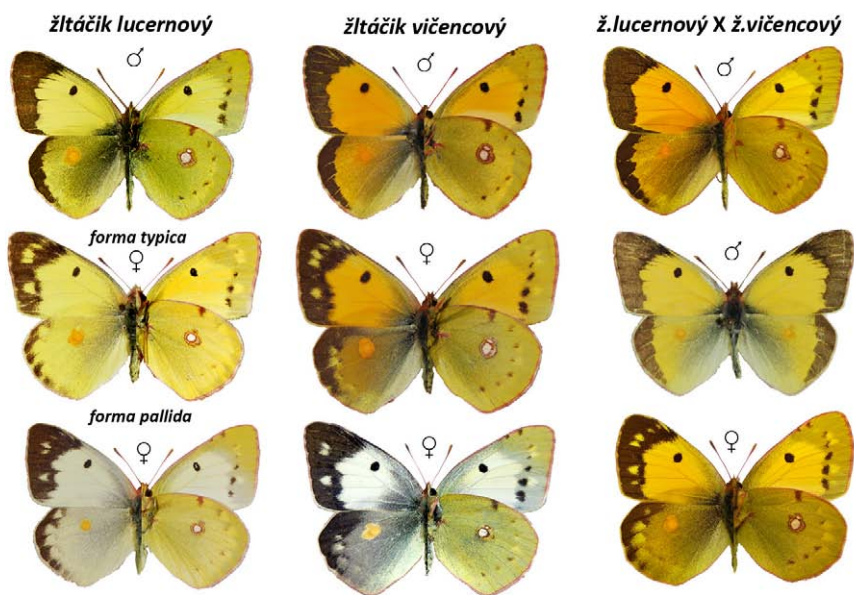 žltáčik lucernový
žltáčik vičencový
ž.lucernový X ž.vičencový
♂
♂
♂
forma typica
♀
♀
♂
forma pallida
♀
♀
♀